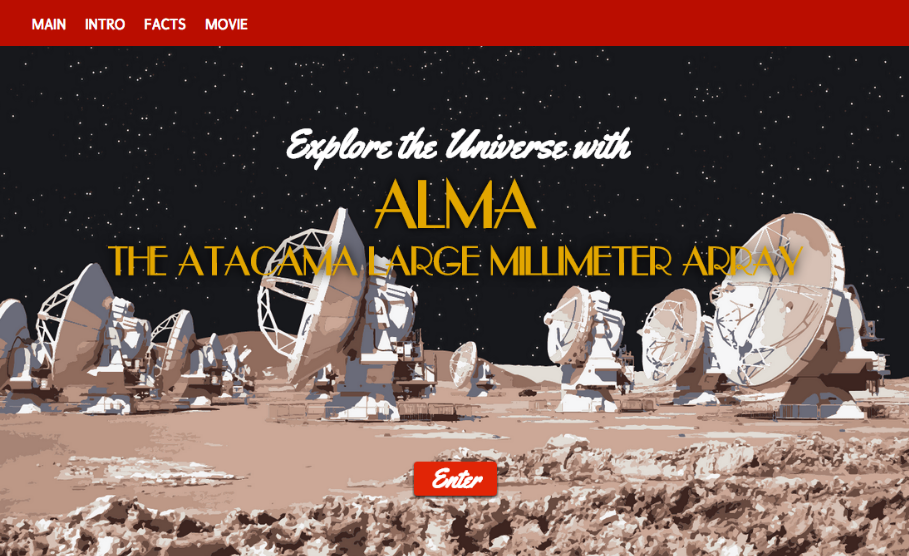 MAIN INTRO FACTS MOVIE
Explore the Universe with
ALMA
THE ATACAMA LARGE MILLIMETER ARRAY
Enter